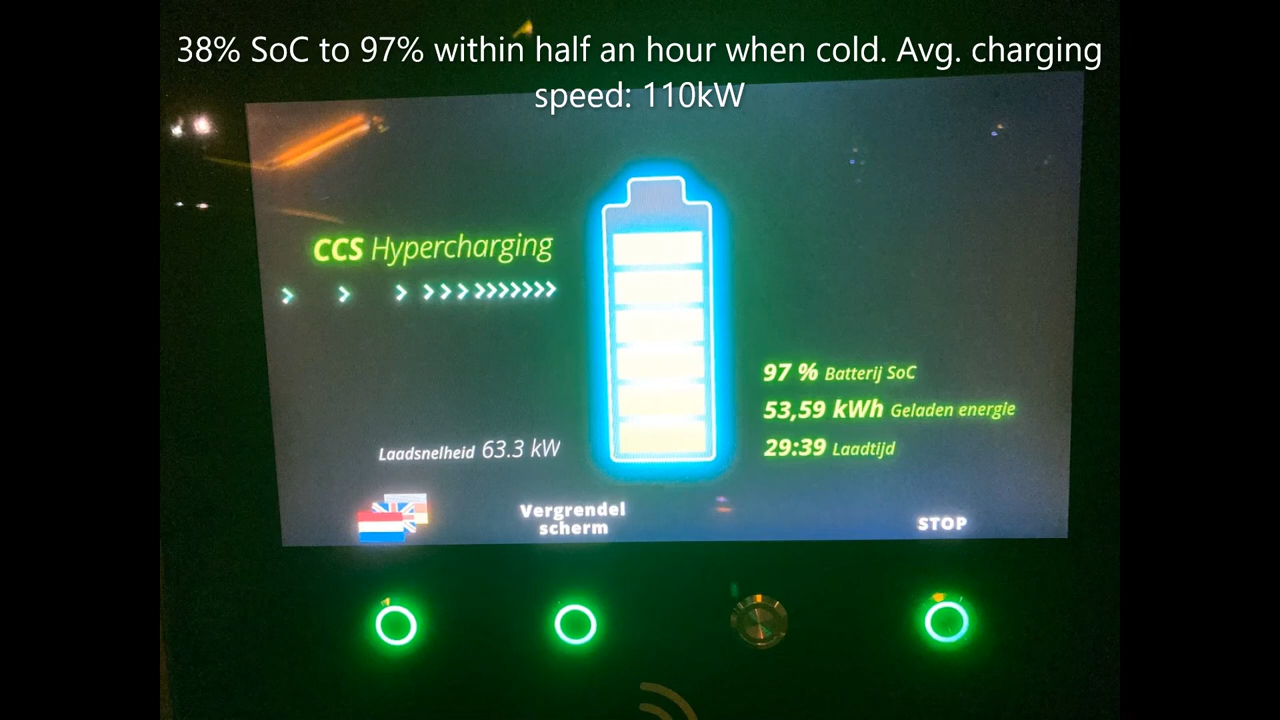 38% SoC to 97% within half an hour when cold. Avg. charging
speed: 110kW
CCS Hypercharging
97 % Batterij SoC
53,59 kWh Geladen energie
29:39 Laadtijd
Laadsnelheid 63.3 kW
Vergrendel
scherm
STOP